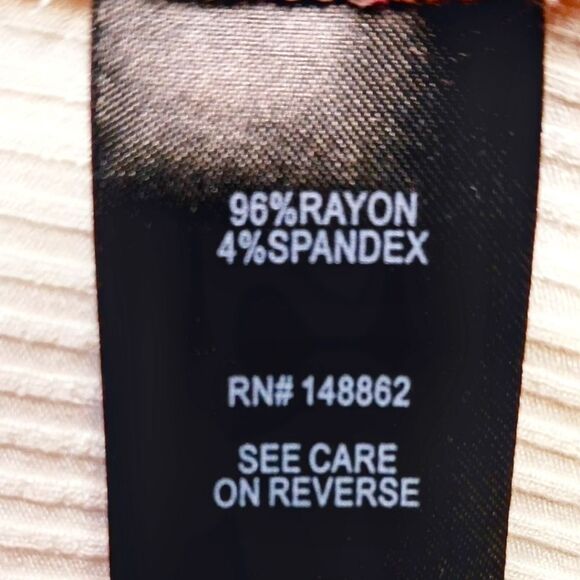 96%RAYON
4%SPANDEX
RN# 148862
SEE CARE
ON REVERSE